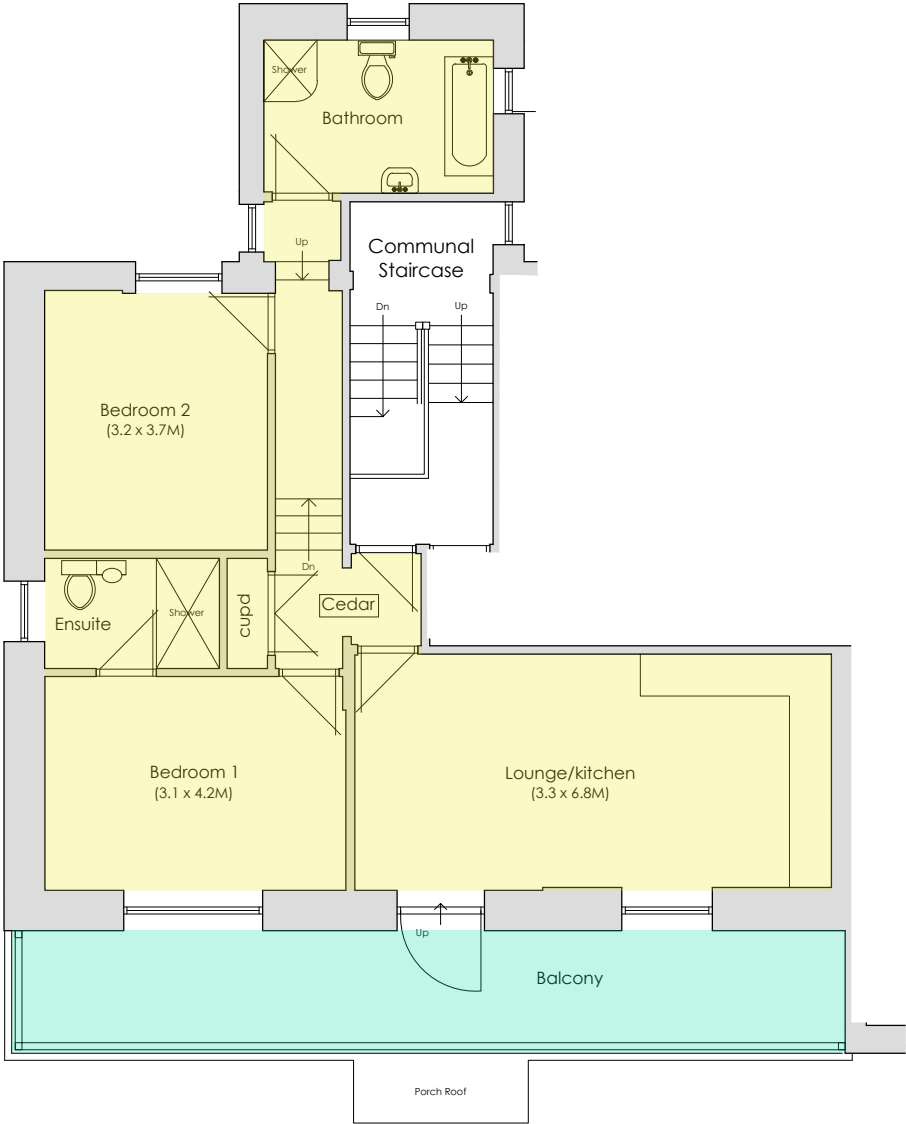 Shower
Bathroom
Up
Communal
Staircase
Dn
Up
Bedroom 2
(3.2 x 3.7M)
Dn
Ensuite
Shower
cupd
Cedar
Bedroom 1
(3.1 x 4.2M)
Lounge/kitchen
(3.3 x 6.8M)
Up
Balcony
Porch Roof